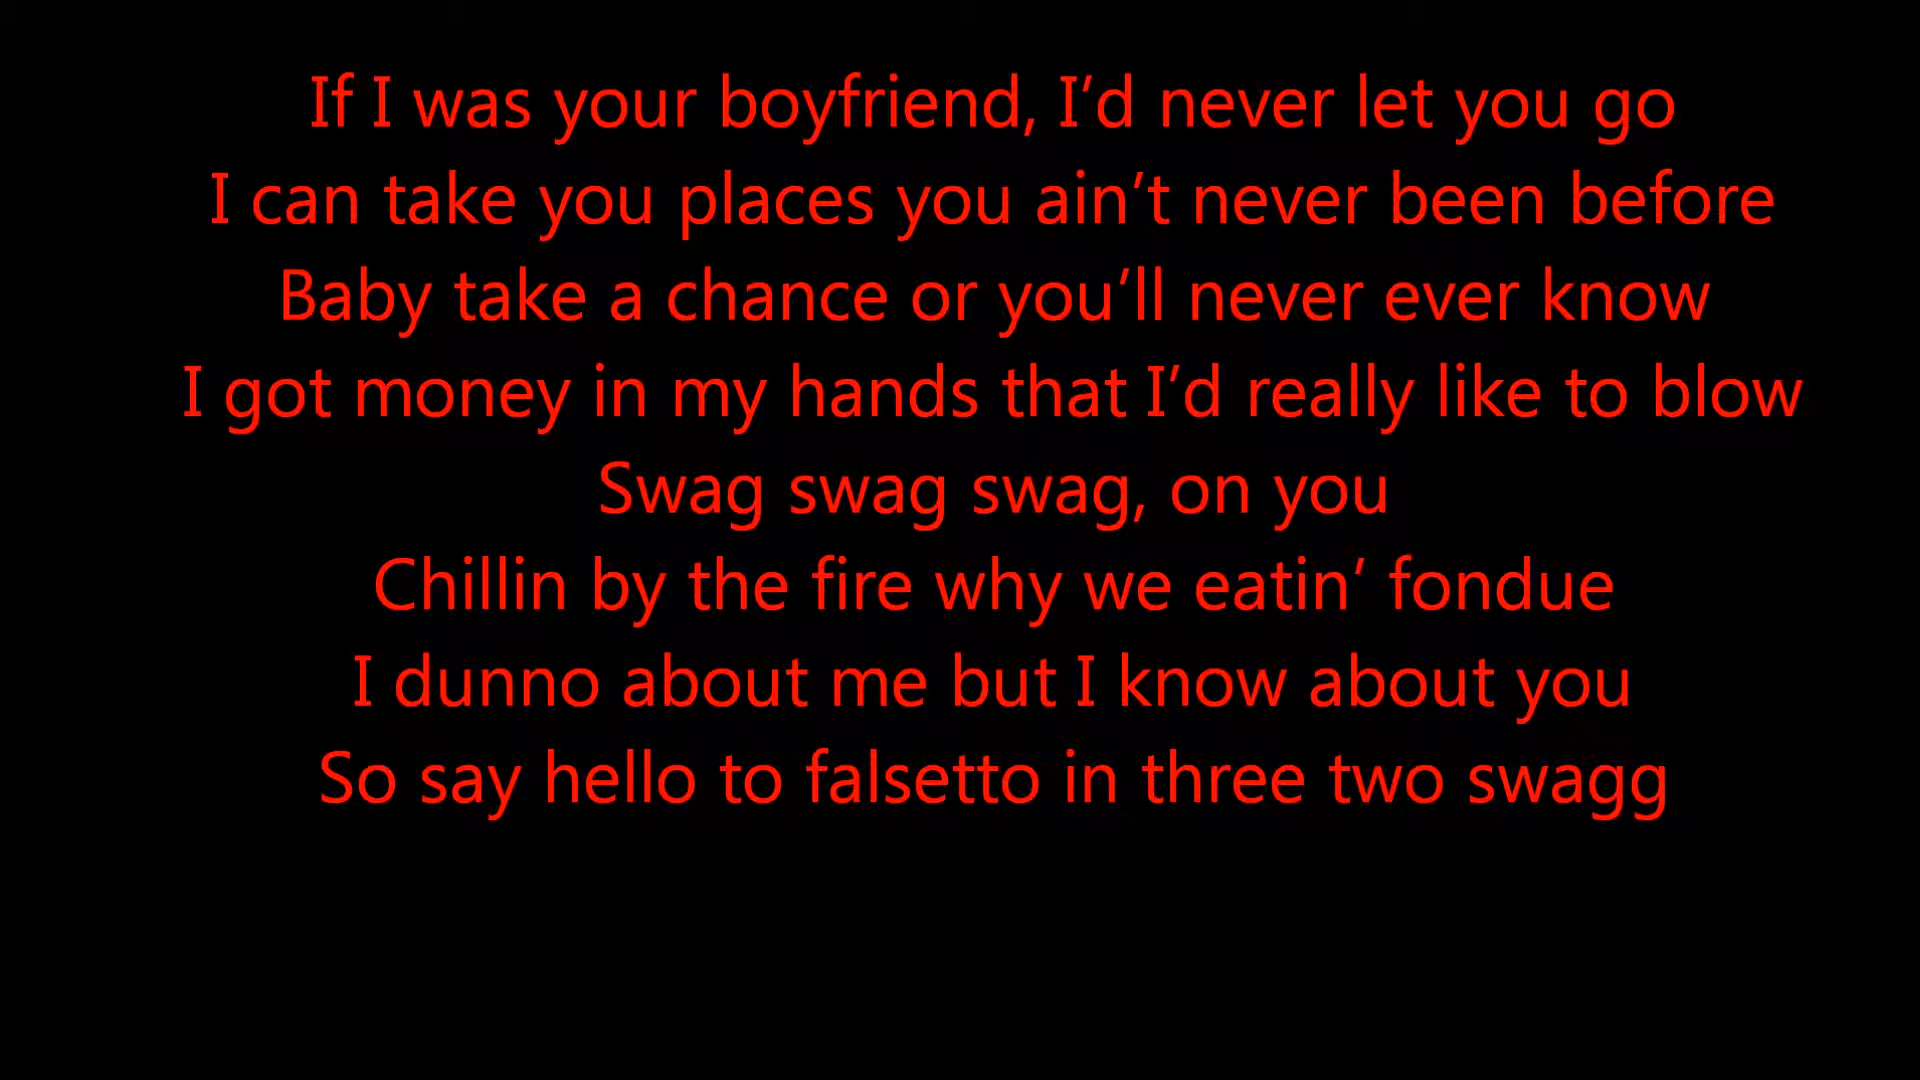 If I was your boyfriend, I’d never let you go
I can take you places you ain’t never been before
Baby take a chance or you’ll never ever know
I got money in my hands that I’d really like to blow
Swag swag swag, on you
Chillin by the fire why we eatin’ fondue
I dunno about me but I know about you
So say hello to falsetto in three two swagg